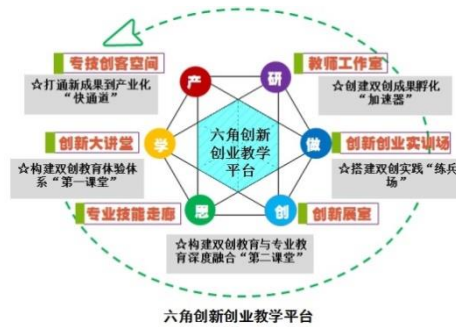 专技创客空间
教师工作室
产
研
☆打通新成果到产业化
“快通道”
☆创建双创成果孵化
“加速器”
创新大讲堂
学
六角创新
创业教学
平台
做
创新创业实训场
☆构建双创教育体验体
系“第一课堂”
☆搭建双创实践“练兵
场”
专业技能走廊
思
创
创新展室
☆构建双创教育与专业教
育深度融合“第二课堂”
六角创新创业教学平台